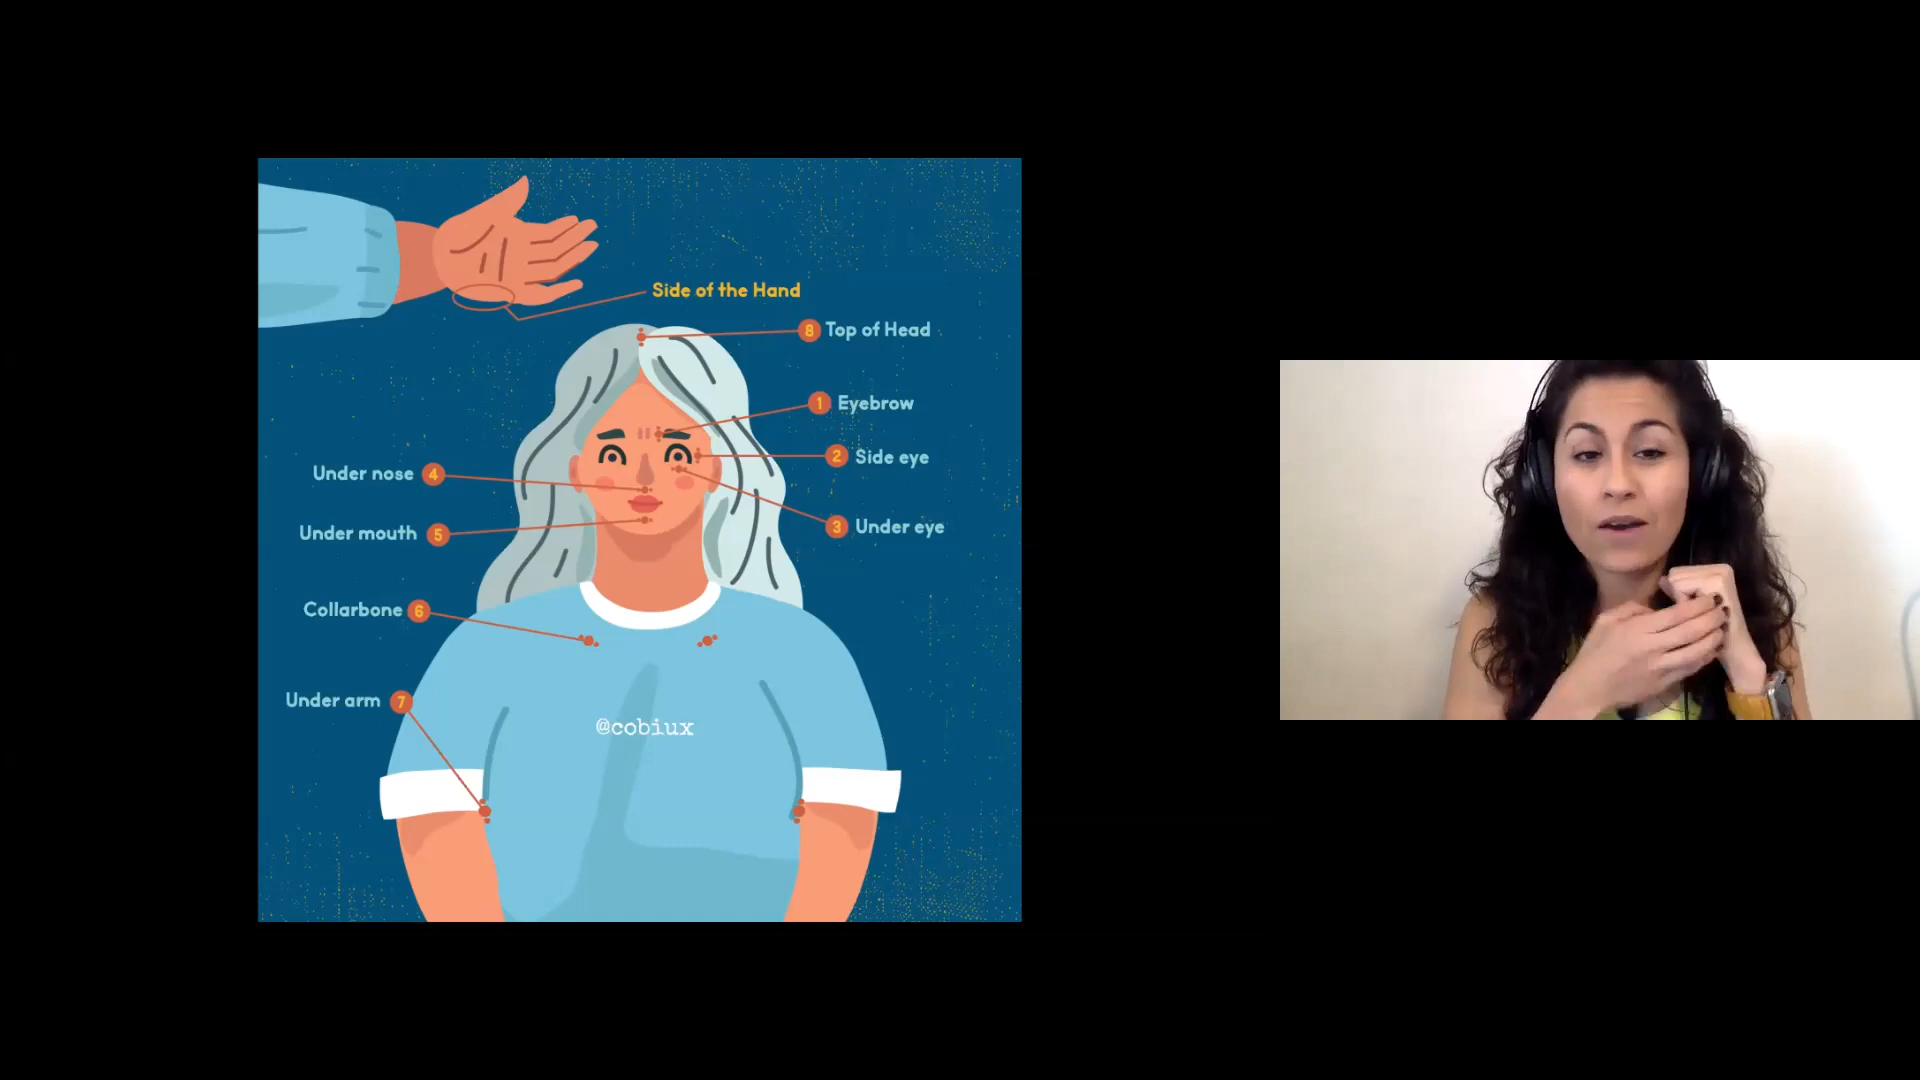 Side of the Hand
8 Top of Head
1 Eyebrow
2 Side eye
Under nose 4
3 Under eye
Under mouth 5
Collarbone 6
Under arm 7
@cobiux